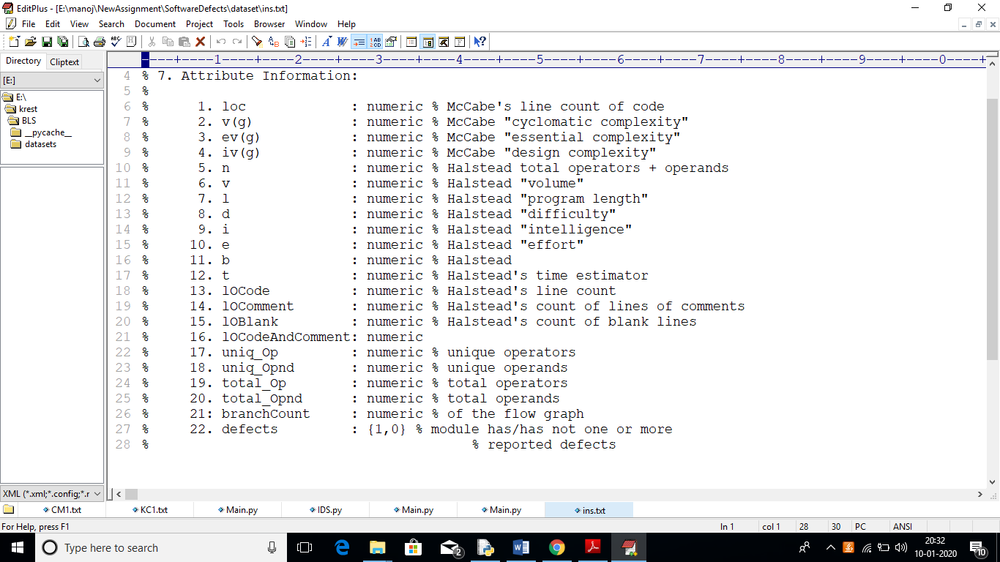 EditPlus - [E:\manoj\NewAssignment\SoftwareDefects\dataset\ins.txt]
File Edit View Search Document Project Tools Browser Window Help
Directory Cliptext
[E:]
E:\
krest
BLS
__pycache__
datasets
----+----1----+----2----+----3----+----4----+----5----+----6----+----7----+----8----+----9----+----0----+
4 % 7. Attribute Information:
5 %
6 % 1. loc : numeric % McCabe's line count of code
7 % 2. v(g) : numeric % McCabe "cyclomatic complexity"
8 % 3. ev(g) : numeric % McCabe "essential complexity"
9 % 4. iv(g) : numeric % McCabe "design complexity"
10 % 5. n : numeric % Halstead total operators + operands
11 % 6. v : numeric % Halstead "volume"
12 % 7. l : numeric % Halstead "program length"
13 % 8. d : numeric % Halstead "difficulty"
14 % 9. i : numeric % Halstead "intelligence"
15 % 10. e : numeric % Halstead "effort"
16 % 11. b : numeric % Halstead
17 % 12. t : numeric % Halstead's time estimator
18 % 13. lOCode : numeric % Halstead's line count
19 % 14. lOComment : numeric % Halstead's count of lines of comments
20 % 15. lOBlank : numeric % Halstead's count of blank lines
21 % 16. lOCodeAndComment: numeric
22 % 17. uniq_Op : numeric % unique operators
23 % 18. uniq_Opnd : numeric % unique operands
24 % 19. total_Op : numeric % total operators
25 % 20. total_Opnd : numeric % total operands
26 % 21: branchCount : numeric % of the flow graph
27 % 22. defects : {1,0} % module has/has not one or more
28 % % reported defects
XML (*.xml;*.config;*.r
CM1.txt KC1.txt Main.py IDS.py Main.py Main.py ins.txt
For Help, press F1 ln 1 col 1 28 30 PC ANSI
Type here to search 2 20:32
10-01-2020 10